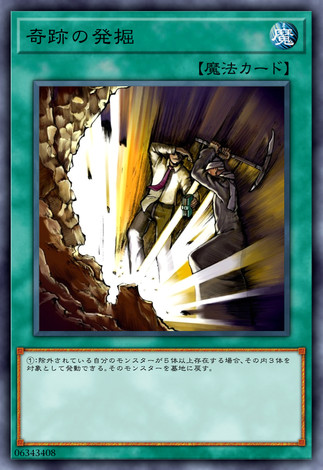 奇跡の発掘
魔
【魔法カード】
①:除外されている自分のモンスターが５体以上存在する場合、その内３体を
対象として発動できる。そのモンスターを墓地に戻す。
06343408